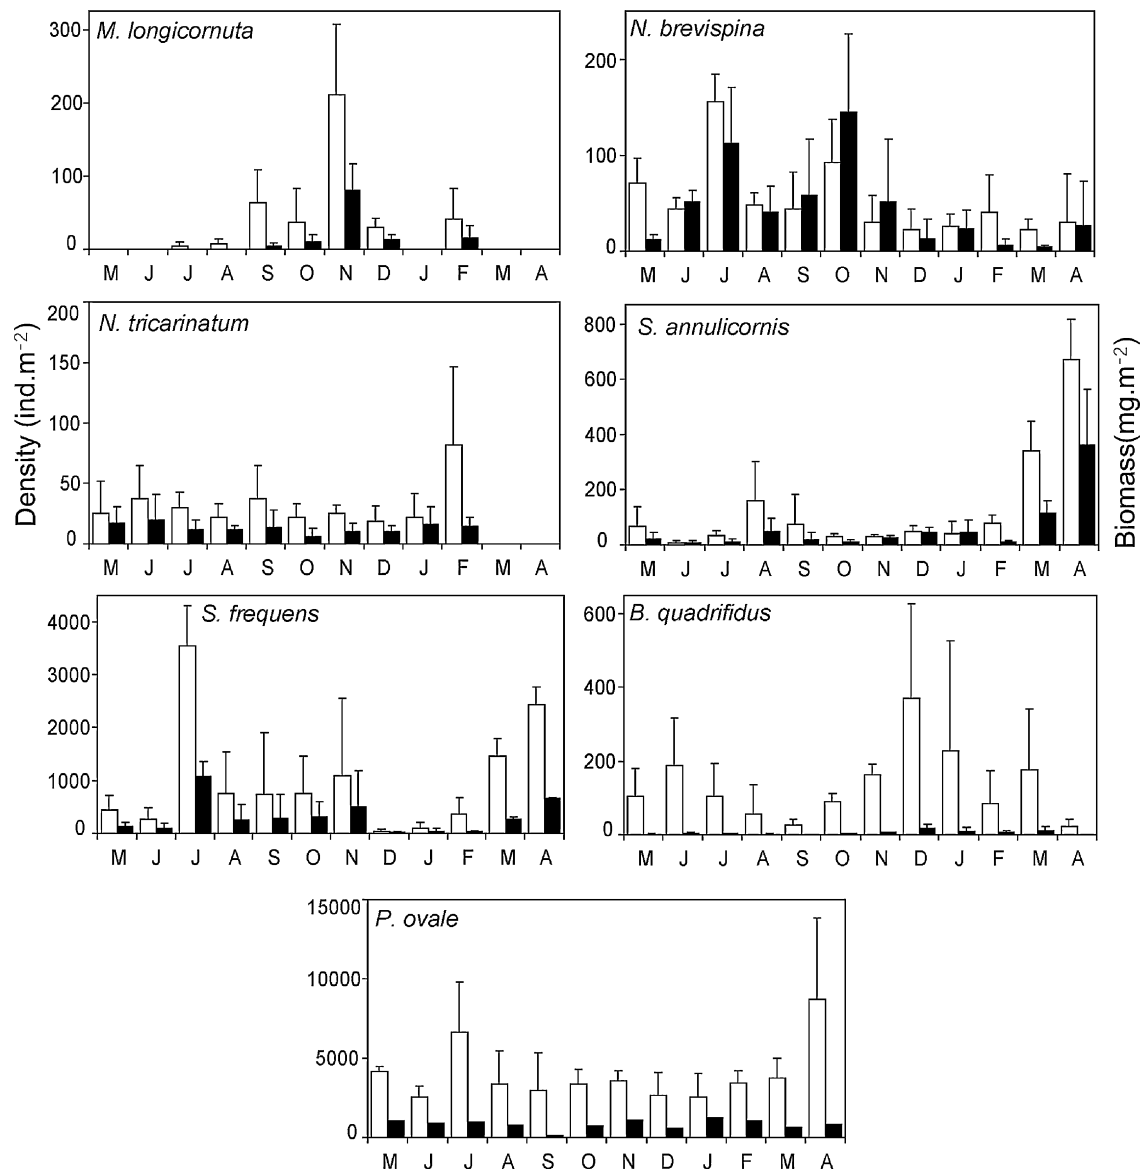 M. longicornuta
300
200
100
0
M J J A S O N D J F M A
N. brevispina
200
100
0
M J J A S O N D J F M A
Density (ind.m-2)
N. tricarinatum
200
150
100
50
0
M J J A S O N D J F M A
S. annulicornis
800
600
400
200
0
M J J A S O N D J F M A
Biomass(mg.m-2)
S. frequens
4000
3000
2000
1000
0
M J J A S O N D J F M A
B. quadrifidus
600
400
200
0
M J J A S O N D J F M A
P. ovale
15000
10000
5000
0
M J J A S O N D J F M A